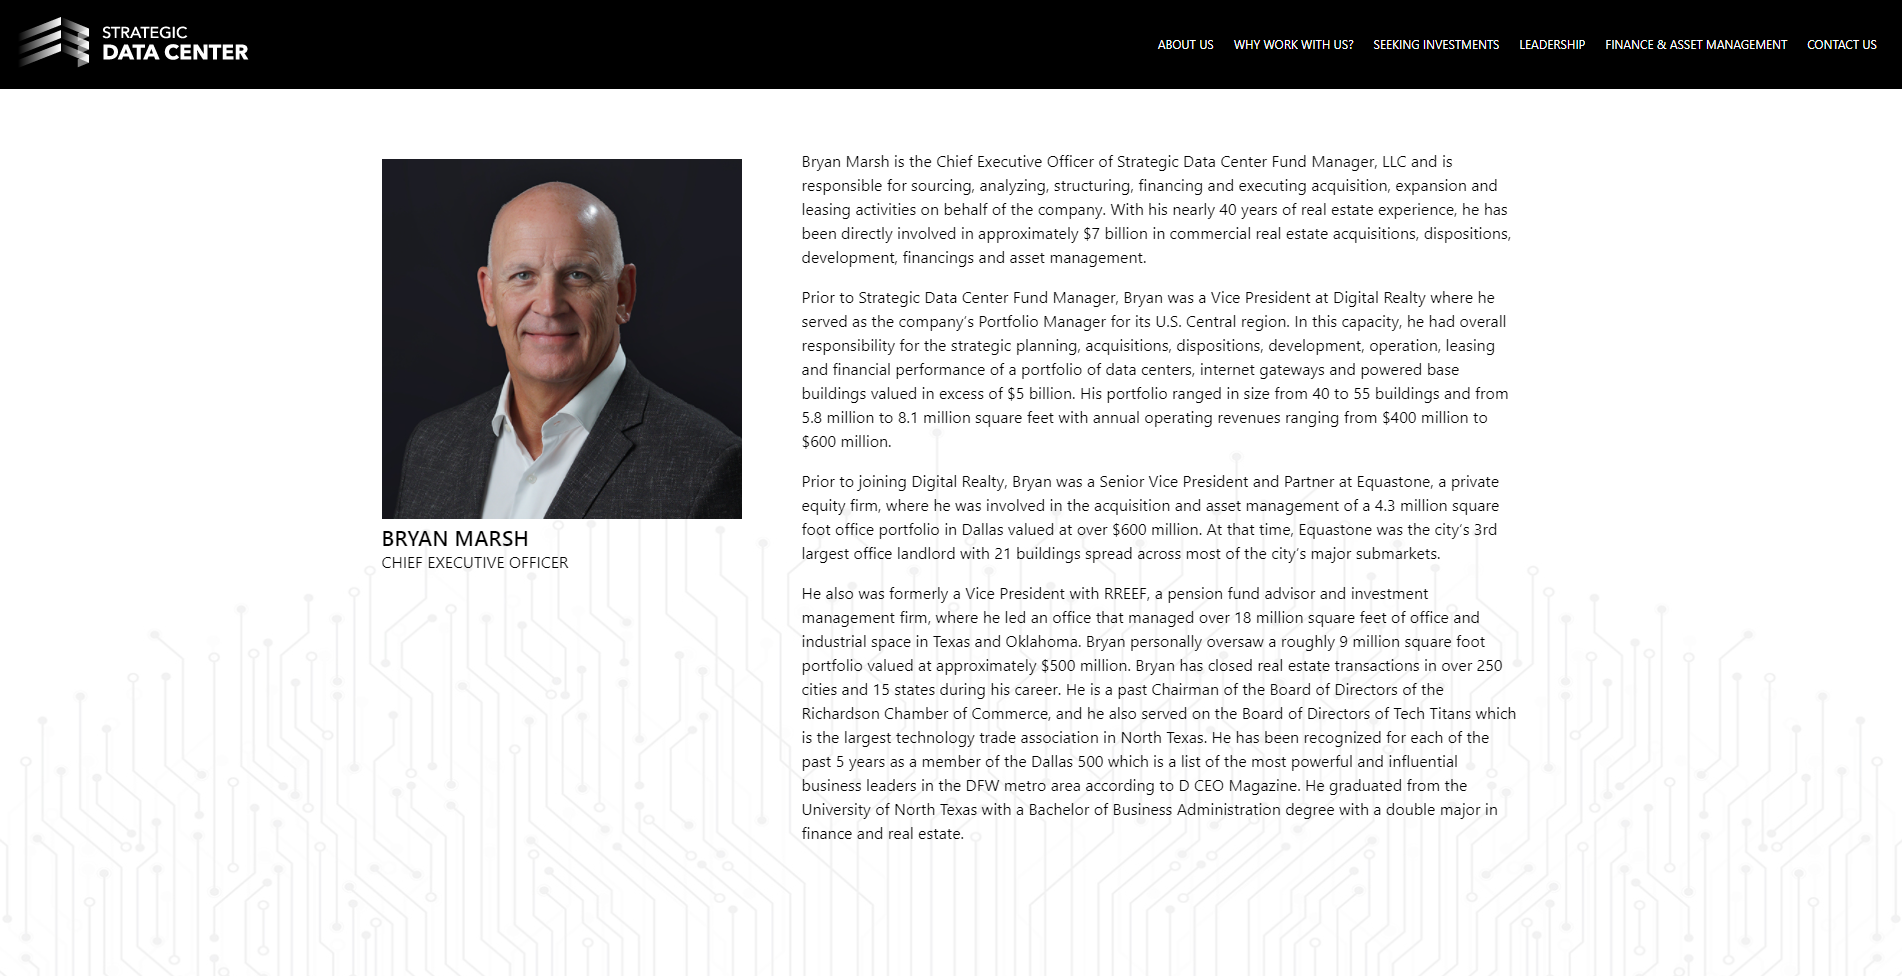 STRATEGIC
DATA CENTER
ABOUT US
WHY WORK WITH US?
SEEKING INVESTMENTS
LEADERSHIP
FINANCE & ASSET MANAGEMENT
CONTACT US
BRYAN MARSH
CHIEF EXECUTIVE OFFICER
Bryan Marsh is the Chief Executive Officer of Strategic Data Center Fund Manager, LLC and is
responsible for sourcing, analyzing, structuring, financing and executing acquisition, expansion and
leasing activities on behalf of the company. With his nearly 40 years of real estate experience, he has
been directly involved in approximately $7 billion in commercial real estate acquisitions, dispositions,
development, financings and asset management.
Prior to Strategic Data Center Fund Manager, Bryan was a Vice President at Digital Realty where he
served as the company’s Portfolio Manager for its U.S. Central region. In this capacity, he had overall
responsibility for the strategic planning, acquisitions, dispositions, development, operation, leasing
and financial performance of a portfolio of data centers, internet gateways and powered base
buildings valued in excess of $5 billion. His portfolio ranged in size from 40 to 55 buildings and from
5.8 million to 8.1 million square feet with annual operating revenues ranging from $400 million to
$600 million.
Prior to joining Digital Realty, Bryan was a Senior Vice President and Partner at Equastone, a private
equity firm, where he was involved in the acquisition and asset management of a 4.3 million square
foot office portfolio in Dallas valued at over $600 million. At that time, Equastone was the city’s 3rd
largest office landlord with 21 buildings spread across most of the city’s major submarkets.
He also was formerly a Vice President with RREEF, a pension fund advisor and investment
management firm, where he led an office that managed over 18 million square feet of office and
industrial space in Texas and Oklahoma. Bryan personally oversaw a roughly 9 million square foot
portfolio valued at approximately $500 million. Bryan has closed real estate transactions in over 250
cities and 15 states during his career. He is a past Chairman of the Board of Directors of the
Richardson Chamber of Commerce, and he also served on the Board of Directors of Tech Titans which
is the largest technology trade association in North Texas. He has been recognized for each of the
past 5 years as a member of the Dallas 500 which is a list of the most powerful and influential
business leaders in the DFW metro area according to D CEO Magazine. He graduated from the
University of North Texas with a Bachelor of Business Administration degree with a double major in
finance and real estate.